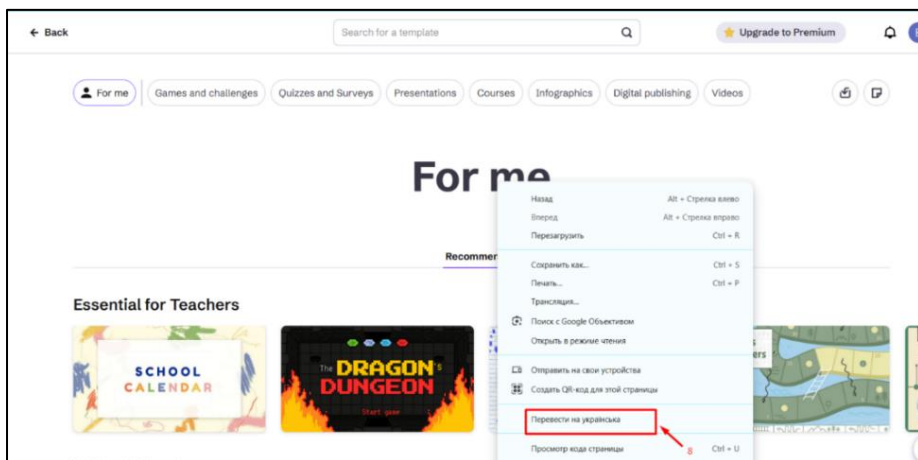 ← Back
Search for a template
Upgrade to Premium
For me
Games and challenges
Quizzes and Surveys
Presentations
Courses
Infographics
Digital publishing
Videos
For me
Recommen
Назад Alt + Стрелка влево
Вперед Alt + Стрелка вправо
Перезагрузить Ctrl + R
Сохранить как... Ctrl + S
Печать... Ctrl + P
Трансляция...
Поиск с Google Объективом
Открыть в режиме чтения
Отправить на свои устройства
Создать QR-код для этой страницы
Перевести на українська
8
Просмотр кода страницы Ctrl + U
Essential for Teachers
SCHOOL
CALENDAR
The DRAGON'S
DUNGEON
Start game